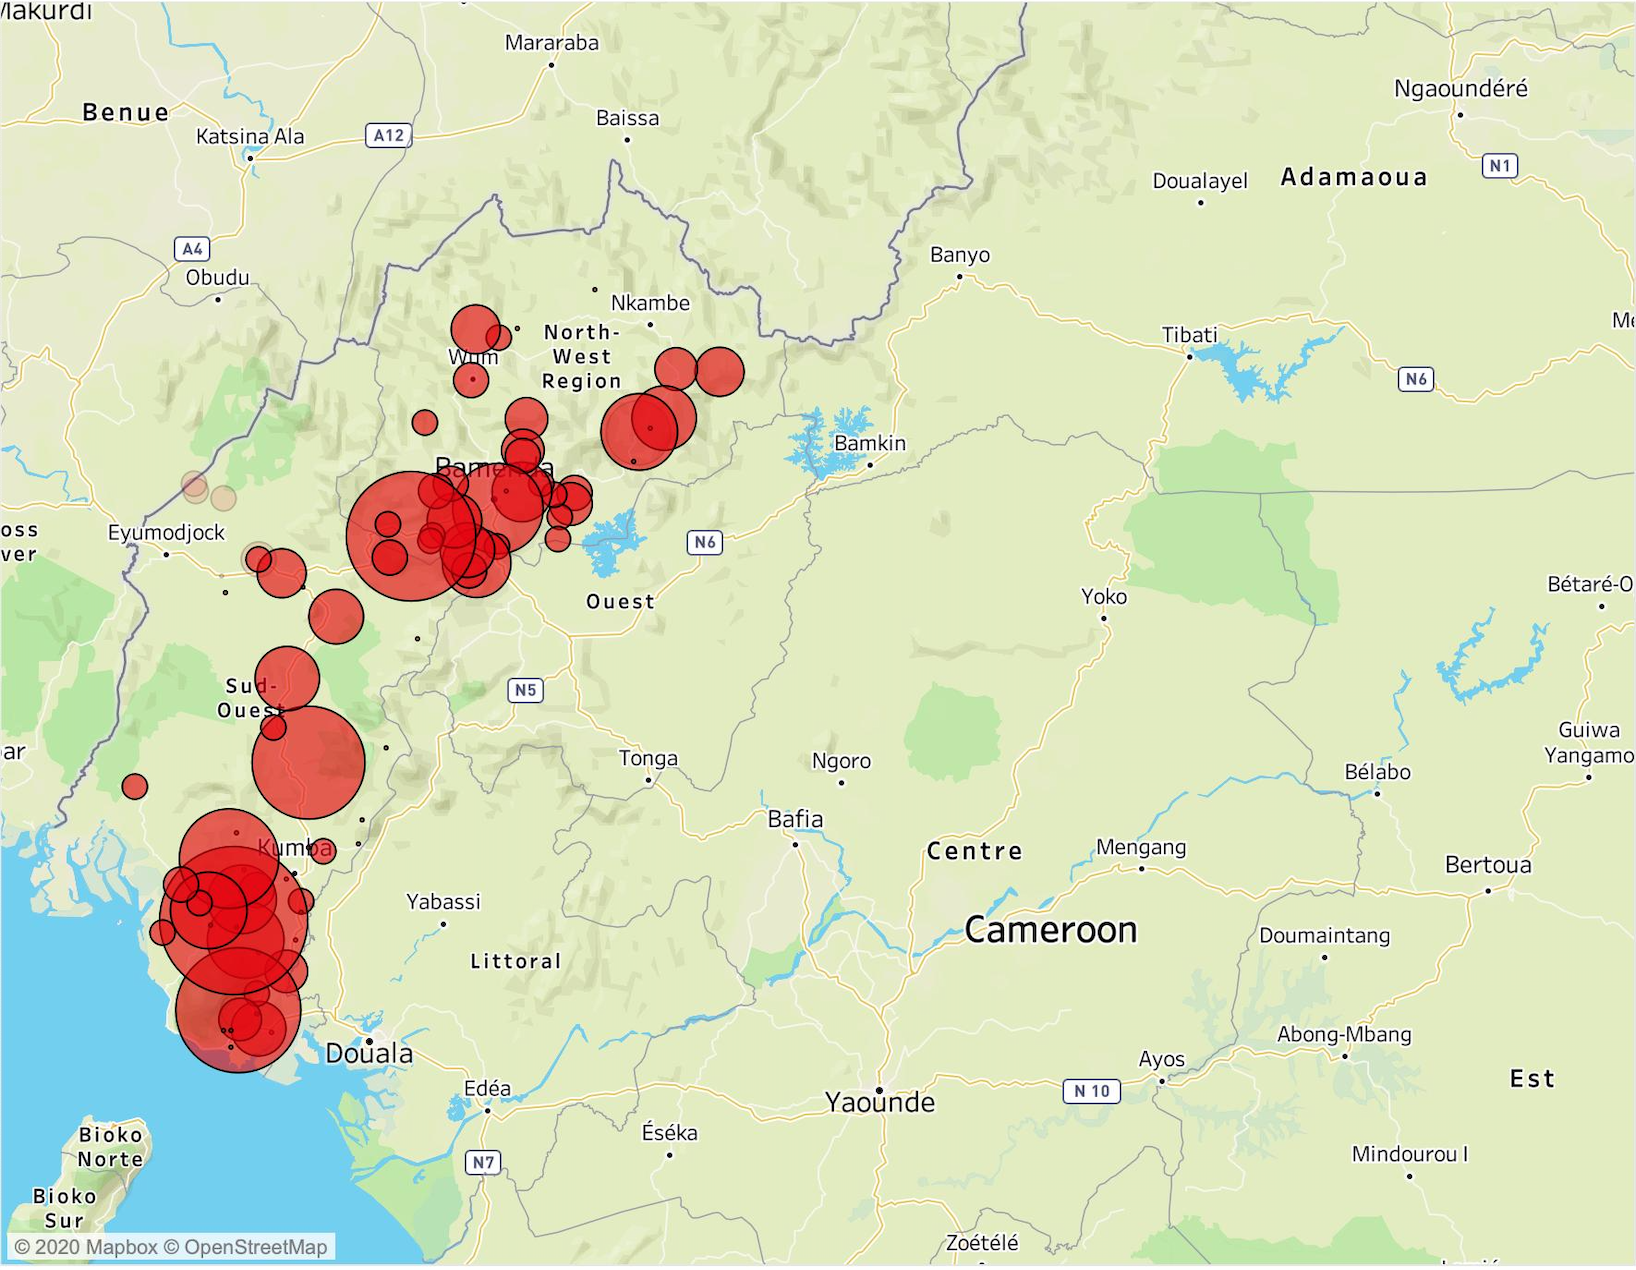 Makurdi
Mararaba
Ngaoundéré
Benue
Baissa
Katsina Ala
A12
N1
Doualayel
Adamaoua
A4
Banyo
Obudu
Nkambe
North-
West
Region
Tibati
Wum
N6
Bamkin
Bamenda
Eyumodjock
N6
Ouest
Yoko
Sud-
Ouest
N5
Guiwa
Yangamo
Tonga
Ngoro
Bélabo
Bafia
Kumba
Centre
Mengang
Bertoua
Yabassi
Cameroon
Doumaintang
Littoral
Abong-Mbang
Douala
Ayos
Est
Edéa
N 10
Yaounde
Bioko
Norte
Éséka
N7
Mindourou I
Bioko
Sur
Zoétélé
© 2020 Mapbox © OpenStreetMap